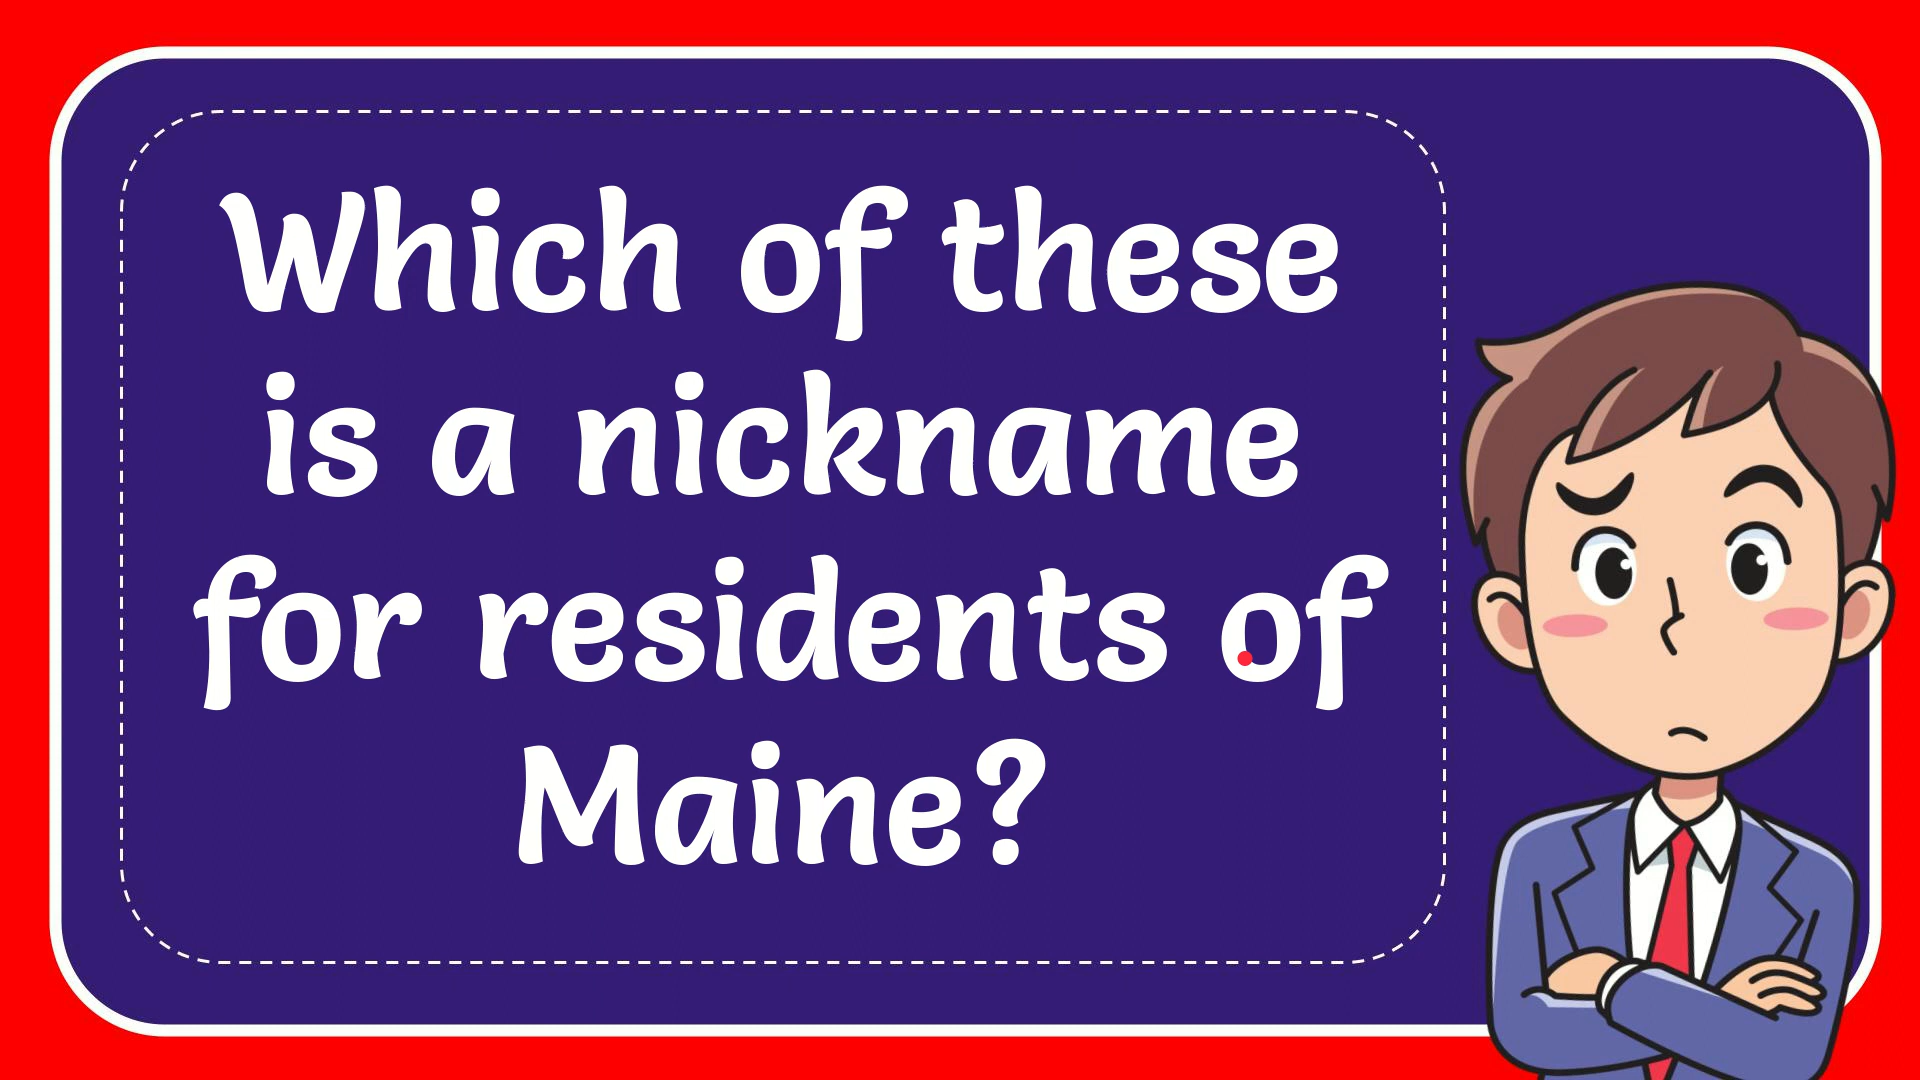 Which of these
is a nickname
for residents of
Maine?